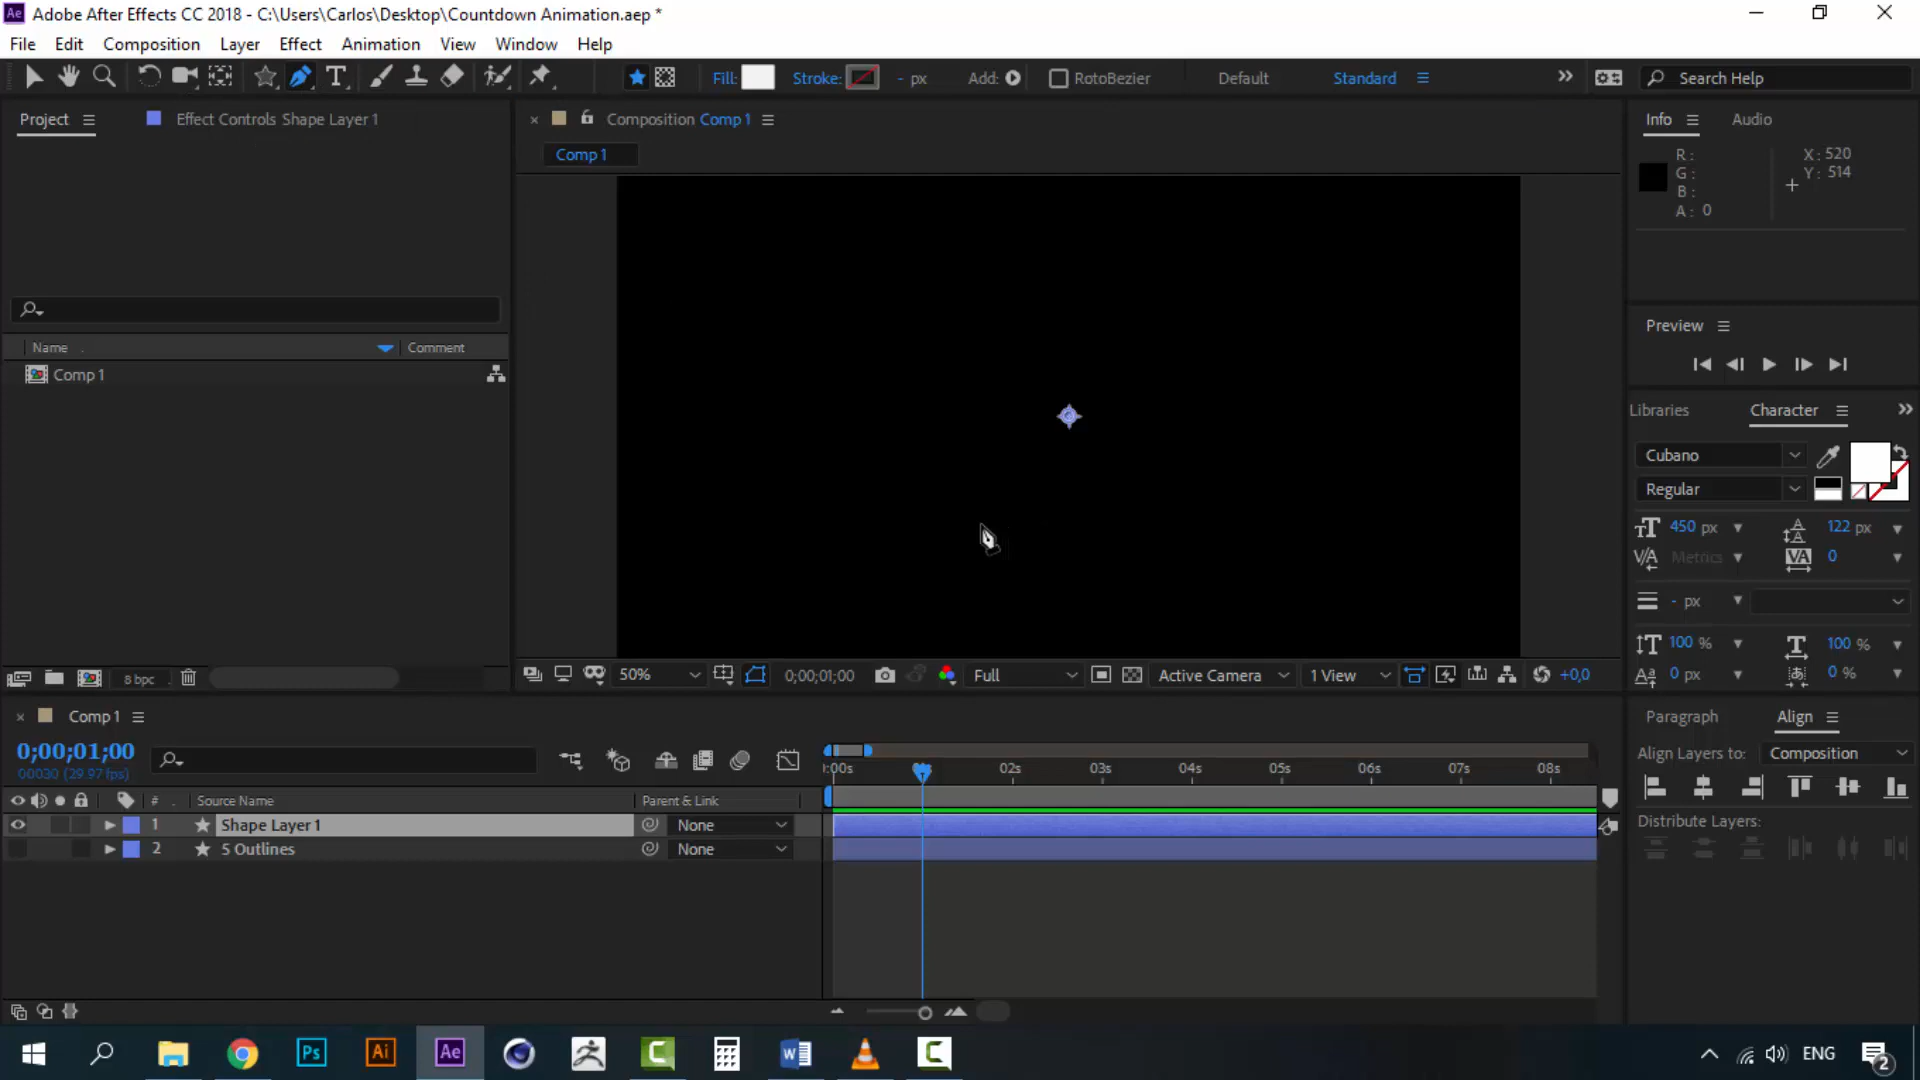 Ae Adobe After Effects CC 2018 - C:\Users\Carlos\Desktop\Countdown Animation.aep *
File Edit Composition Layer Effect Animation View Window Help
Fill: Stroke: - px Add: RotoBezier Default Standard Search Help
Project Effect Controls Shape Layer 1 Composition Comp 1 Info Audio
Comp 1
R: X: 520
G: Y: 514
B:
A: 0
Preview
Name Comment
Comp 1
Libraries Character
Cubano
Regular
450 px 122 px
Metrics 0
- px
100 % 100 %
0 px 0 %
8 bpc 50% 0;00;01;00 Full Active Camera 1 View +0,0
Comp 1
Paragraph Align
0;00;01;00
00030 (29.97 fps)
Align Layers to: Composition
:00s 02s 03s 04s 05s 06s 07s 08s
# Source Name Parent & Link
Distribute Layers:
1 Shape Layer 1 None
2 5 Outlines None
Ps Ai Ae ENG 2